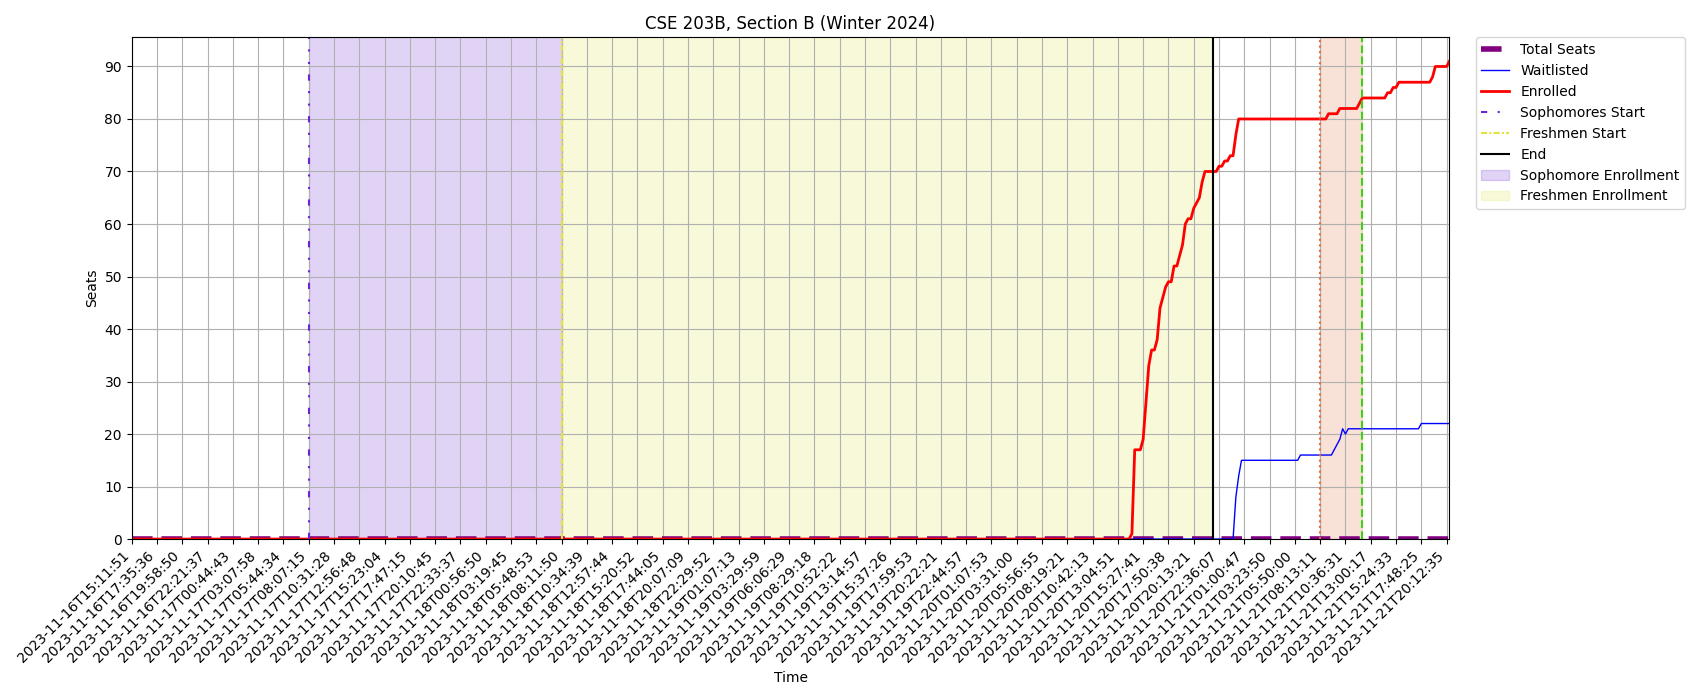 CSE 203B, Section B (Winter 2024)
Total Seats
Waitlisted
Enrolled
Sophomores Start
Freshmen Start
End
Sophomore Enrollment
Freshmen Enrollment
Seats
90
80
70
60
50
40
30
20
10
0
2023-11-16T15:11:51
2023-11-16T17:35:36
2023-11-16T19:58:50
2023-11-16T22:21:37
2023-11-17T00:44:43
2023-11-17T03:07:58
2023-11-17T05:44:34
2023-11-17T08:07:15
2023-11-17T10:31:28
2023-11-17T12:56:48
2023-11-17T15:23:04
2023-11-17T17:47:15
2023-11-17T20:10:45
2023-11-17T22:33:37
2023-11-18T00:56:50
2023-11-18T03:19:45
2023-11-18T05:48:53
2023-11-18T08:11:50
2023-11-18T10:34:39
2023-11-18T12:57:44
2023-11-18T15:20:52
2023-11-18T17:44:05
2023-11-18T20:07:09
2023-11-18T22:29:52
2023-11-19T01:07:13
2023-11-19T03:29:59
2023-11-19T06:06:29
2023-11-19T08:29:18
2023-11-19T10:52:22
2023-11-19T13:14:57
2023-11-19T15:37:26
2023-11-19T17:59:53
2023-11-19T20:22:21
2023-11-19T22:44:57
2023-11-20T01:07:53
2023-11-20T03:31:00
2023-11-20T05:56:55
2023-11-20T08:19:21
2023-11-20T10:42:13
2023-11-20T13:04:51
2023-11-20T15:27:41
2023-11-20T17:50:38
2023-11-20T20:13:21
2023-11-20T22:36:07
2023-11-21T01:00:47
2023-11-21T03:23:50
2023-11-21T05:50:00
2023-11-21T08:13:11
2023-11-21T10:36:31
2023-11-21T13:00:17
2023-11-21T15:24:33
2023-11-21T17:48:25
2023-11-21T20:12:35
Time